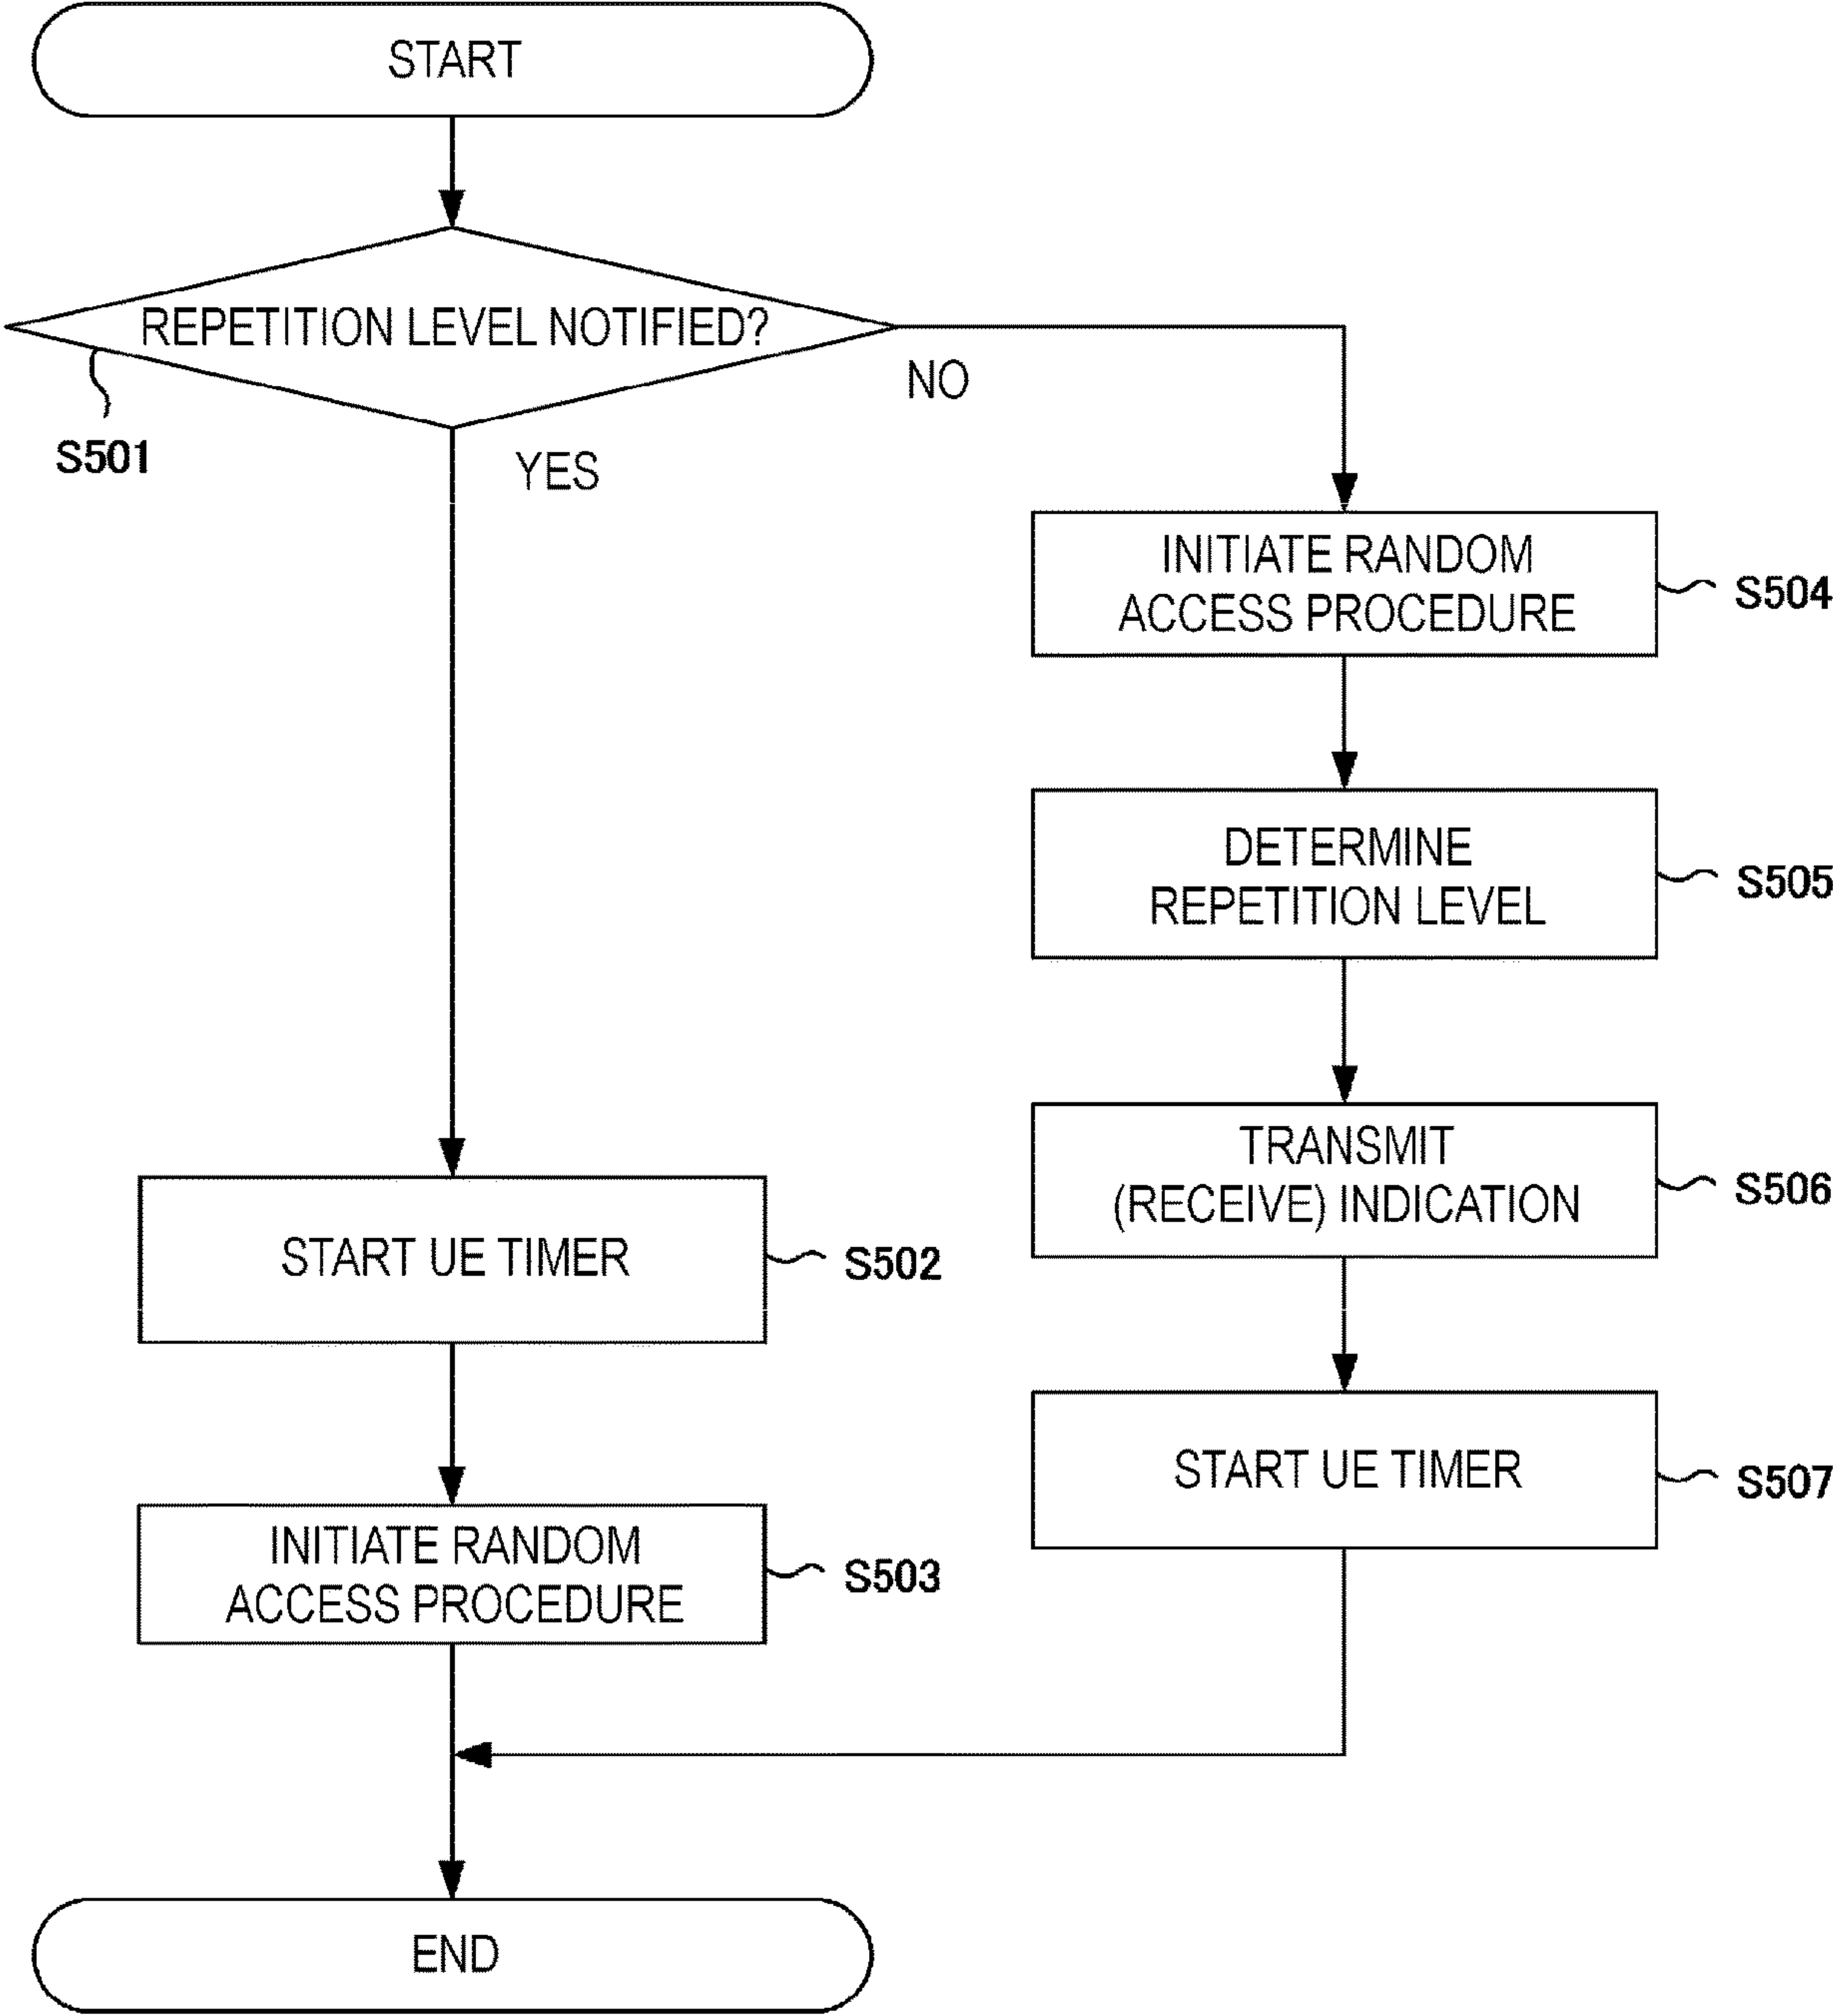 START
REPETITION LEVEL NOTIFIED?
S501
YES
NO
INITIATE RANDOM
ACCESS PROCEDURE
S504
DETERMINE
REPETITION LEVEL
S505
TRANSMIT
(RECEIVE) INDICATION
S506
START UE TIMER
S507
START UE TIMER
S502
INITIATE RANDOM
ACCESS PROCEDURE
S503
END